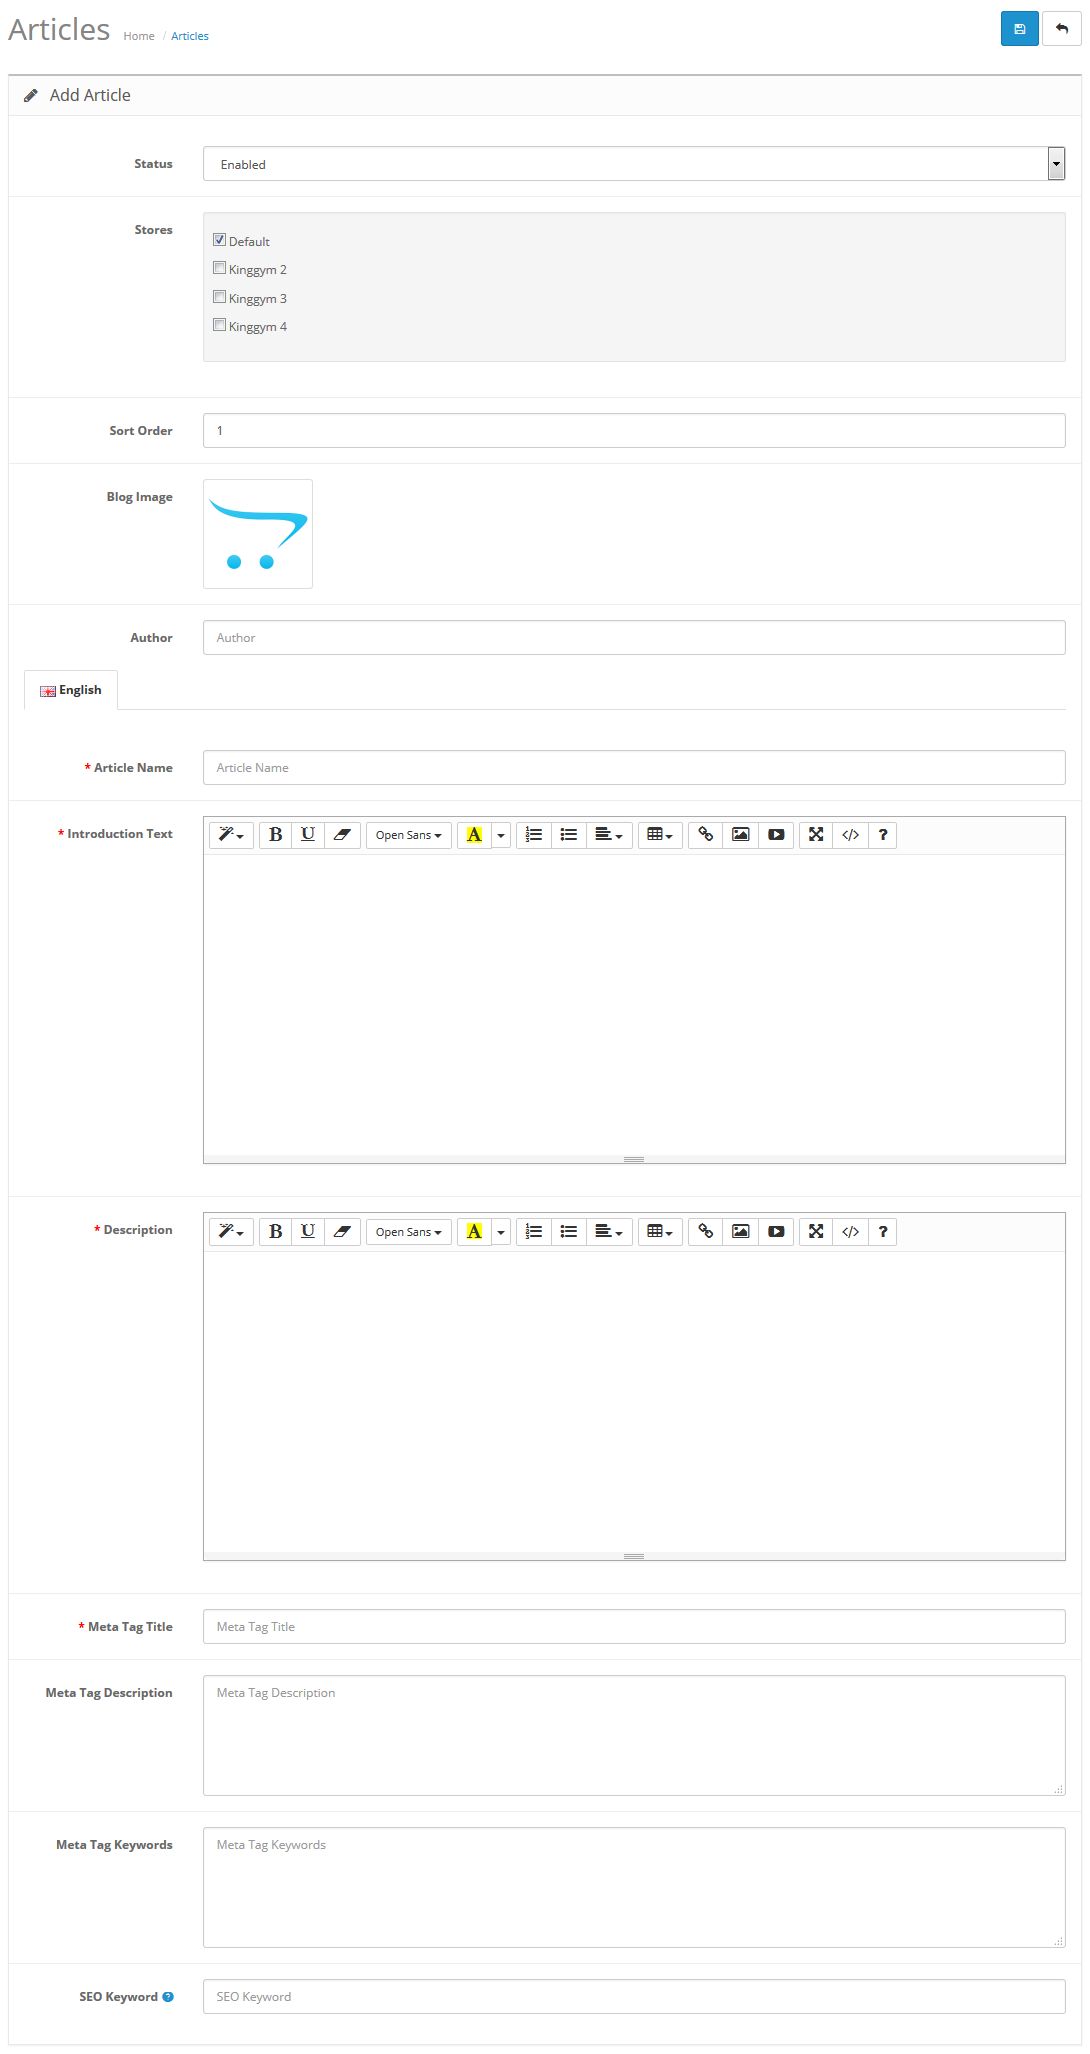 Articles Home / Articles
Add Article
Status Enabled
Stores
Default
Kinggym 2
Kinggym 3
Kinggym 4
Sort Order 1
Blog Image
Author Author
English
* Article Name Article Name
* Introduction Text B U Open Sans A ?
* Description B U Open Sans A ?
* Meta Tag Title Meta Tag Title
Meta Tag Description Meta Tag Description
Meta Tag Keywords Meta Tag Keywords
SEO Keyword ? SEO Keyword